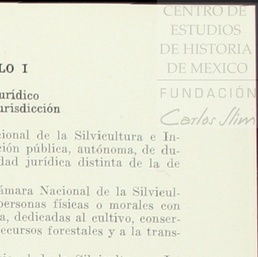 CENTRO DE
ESTUDIOS
DE HISTORIA
DE MEXICO
FUNDACIÓN
Carlos Slim
LO I
urídico
urisdicción
ional de la Silvicultura e In-
ción pública, autónoma, de du-
dad jurídica distinta de la de
ámara Nacional de la Silvicul-
personas físicas o morales con
a, dedicadas al cultivo, conser-
ecursos forestales y a la trans-